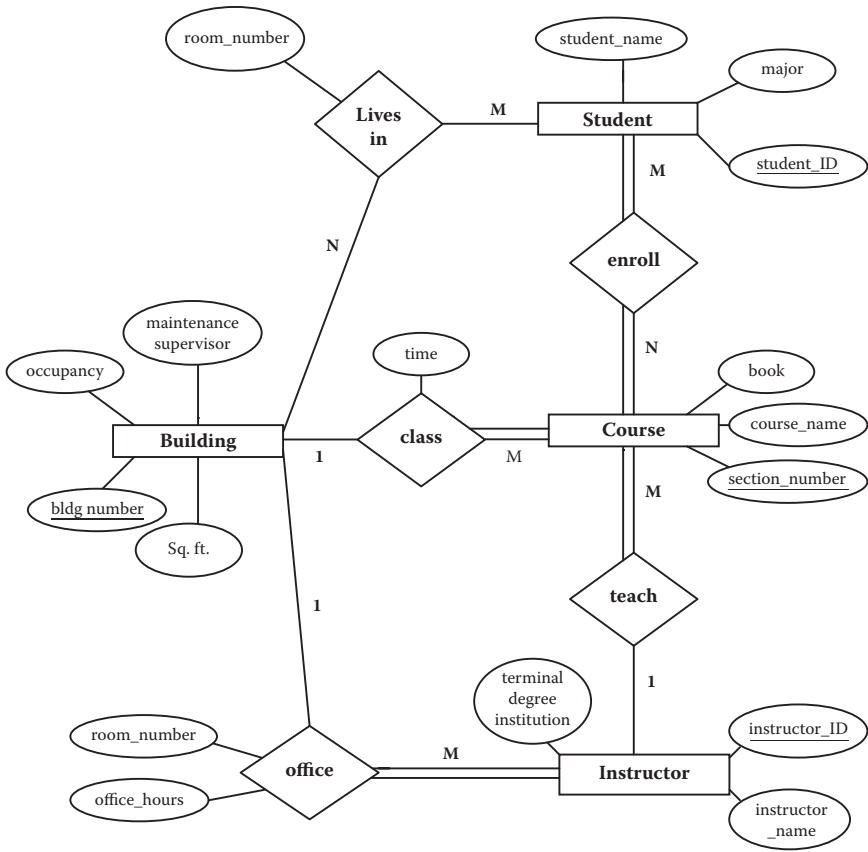 room_number
student_name
major
Lives
in
M
Student
student_ID
M
N
enroll
N
maintenance
supervisor
occupancy
time
book
Building
1
class
M
Course
course_name
M
section_number
bldg number
Sq. ft.
1
teach
terminal
degree
institution
1
room_number
office
M
Instructor
instructor_ID
office_hours
instructor
_name